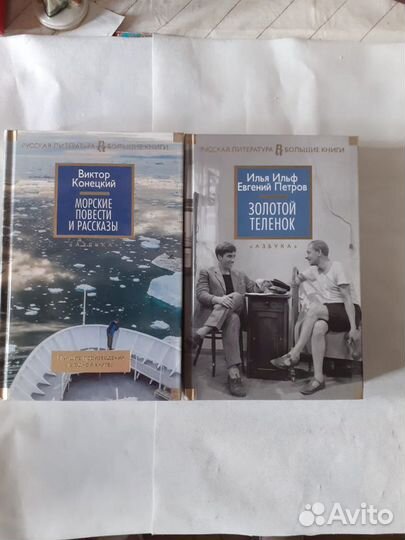 РУССКАЯ ЛИТЕРАТУРА БОЛЬШИЕ КНИГИ
Виктор Конецкий
МОРСКИЕ
ПОВЕСТИ
И РАССКАЗЫ
«АЗБУКА»
РУССКАЯ ЛИТЕРАТУРА БОЛЬШИЕ КНИГИ
Илья Ильф
Евгений Петров
ЗОЛОТОЙ
ТЕЛЕНОК
«АЗБУКА»
Avito